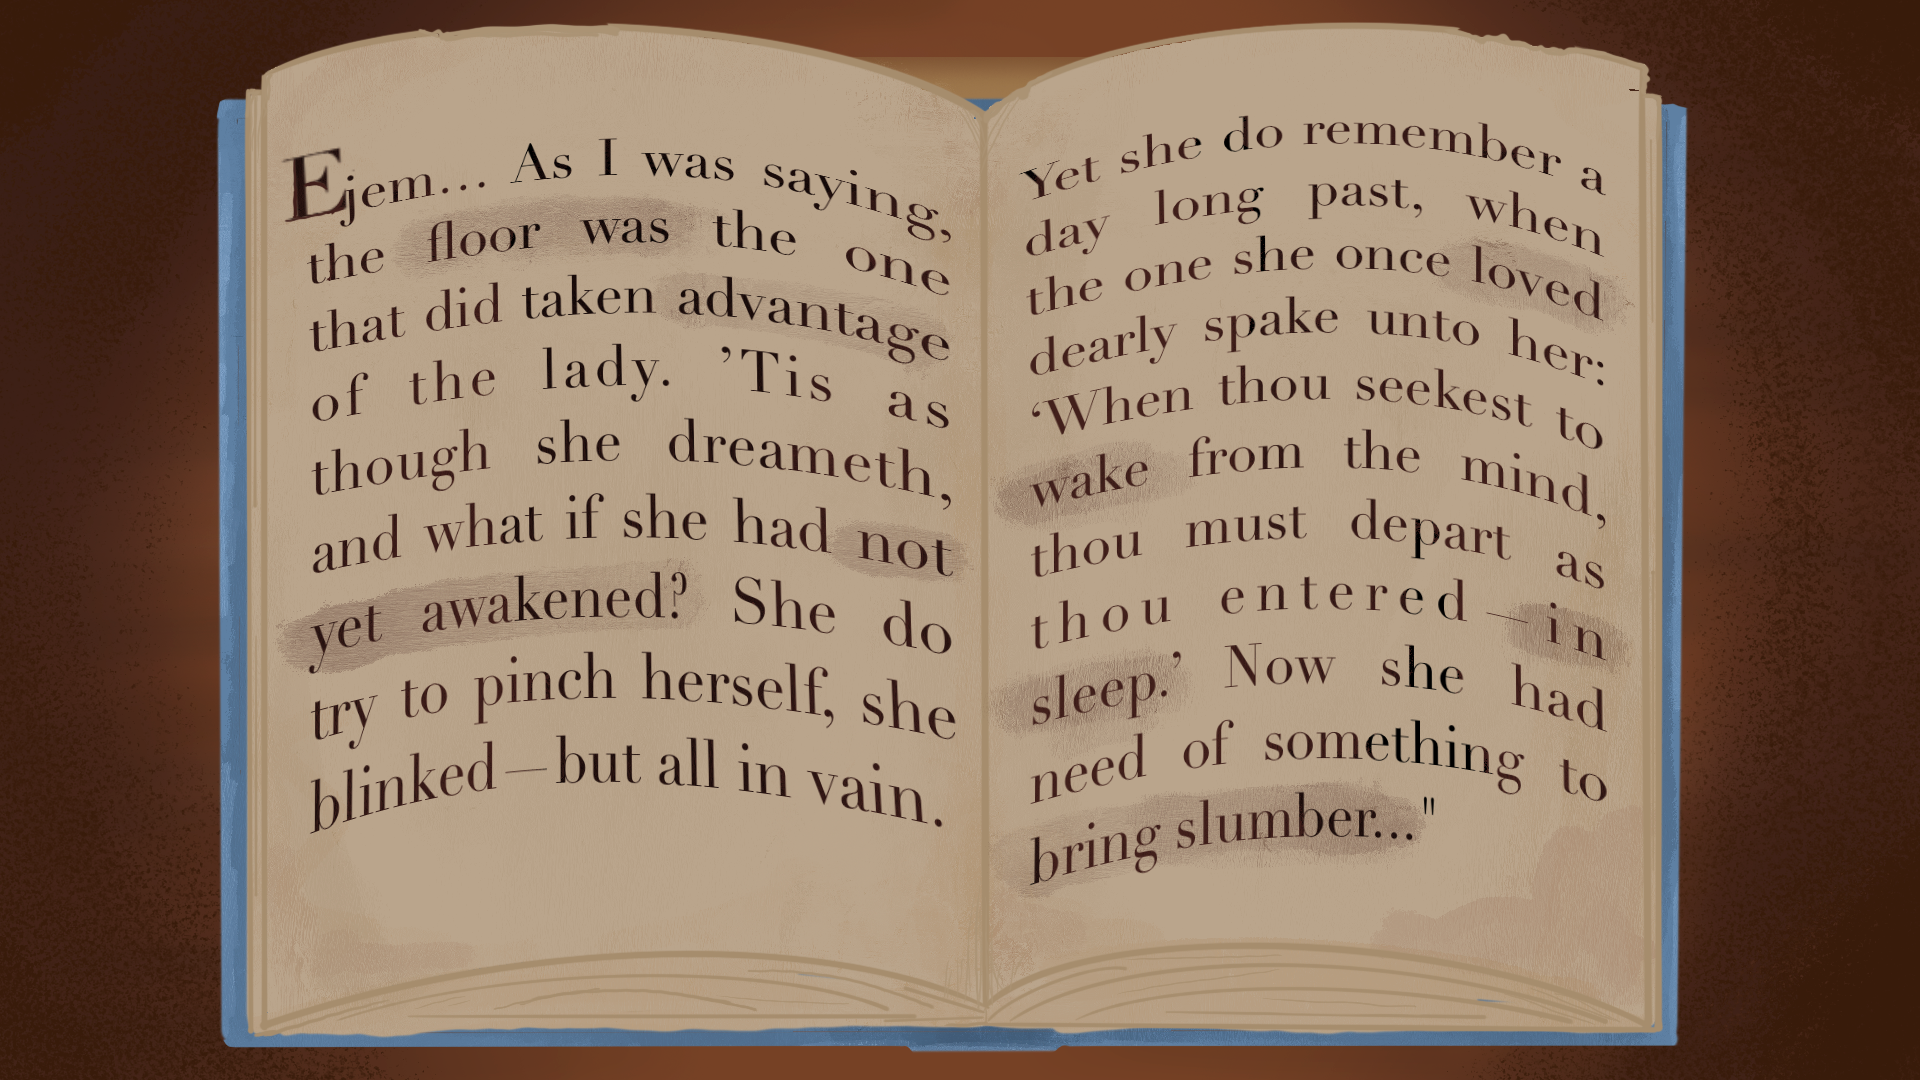 Ejem... As I was saying,
the floor was the one
that did taken advantage
of the lady. ’Tis as
though she dreameth,
and what if she had not
yet awakened? She do
try to pinch herself, she
blinked—but all in vain.
Yet she do remember a
day long past, when
the one she once loved
dearly spake unto her:
‘When thou seekest to
wake from the mind,
thou must depart as
thou entered—in
sleep.’ Now she had
need of something to
bring slumber..."